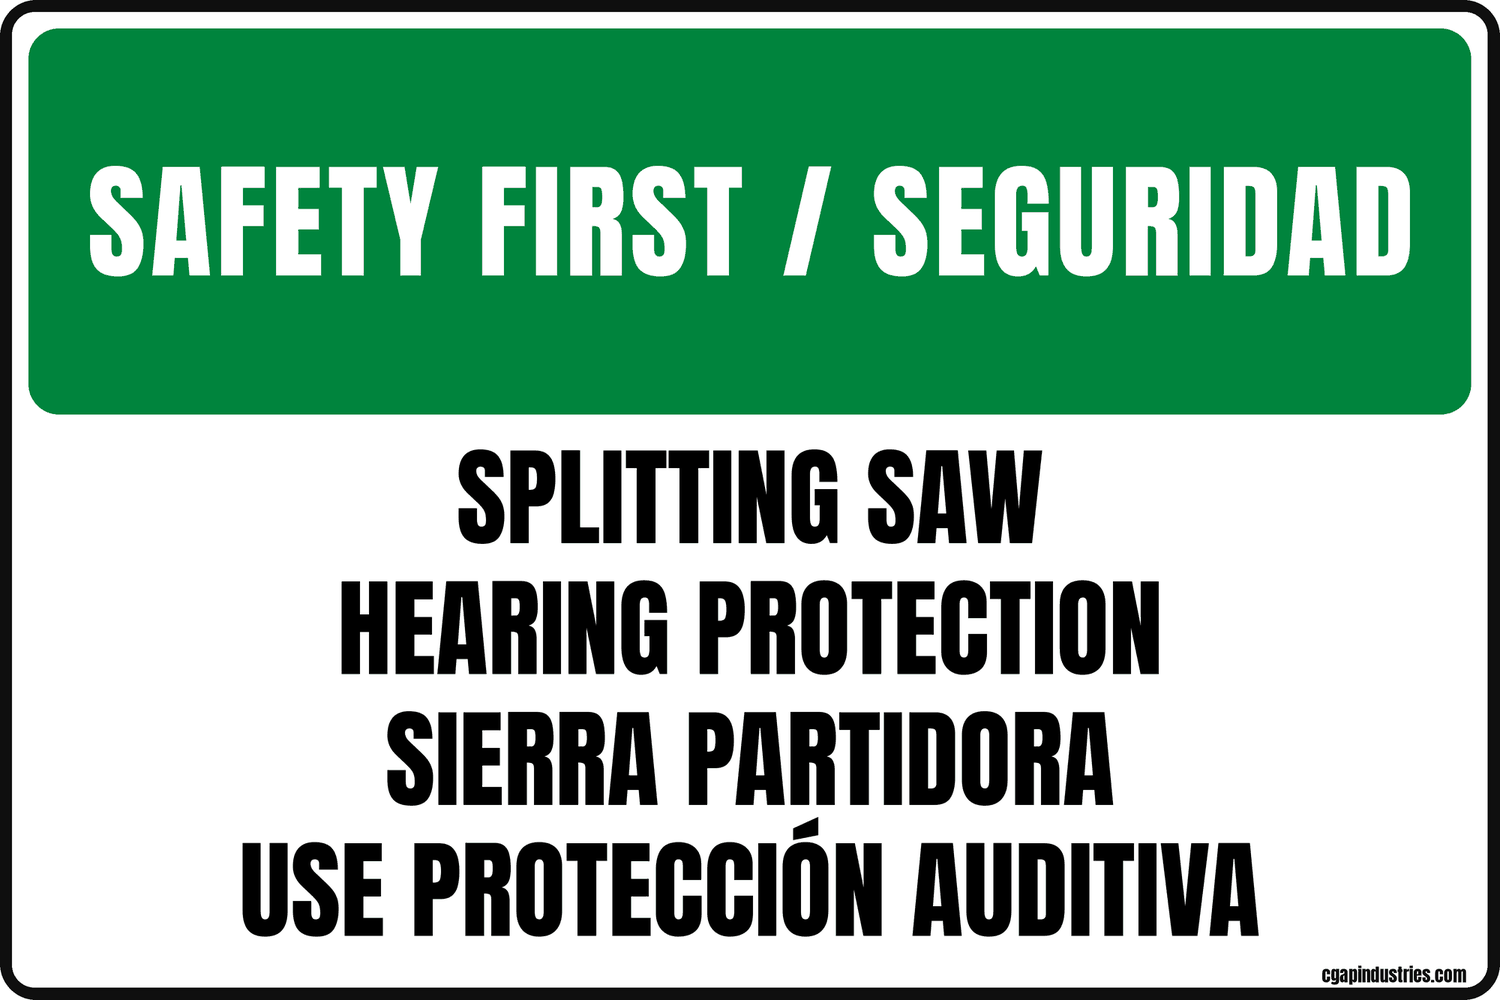 SAFETY FIRST / SEGURIDAD
SPLITTING SAW
HEARING PROTECTION
SIERRA PARTIDORA
USE PROTECCIÓN AUDITIVA
cgapindustries.com